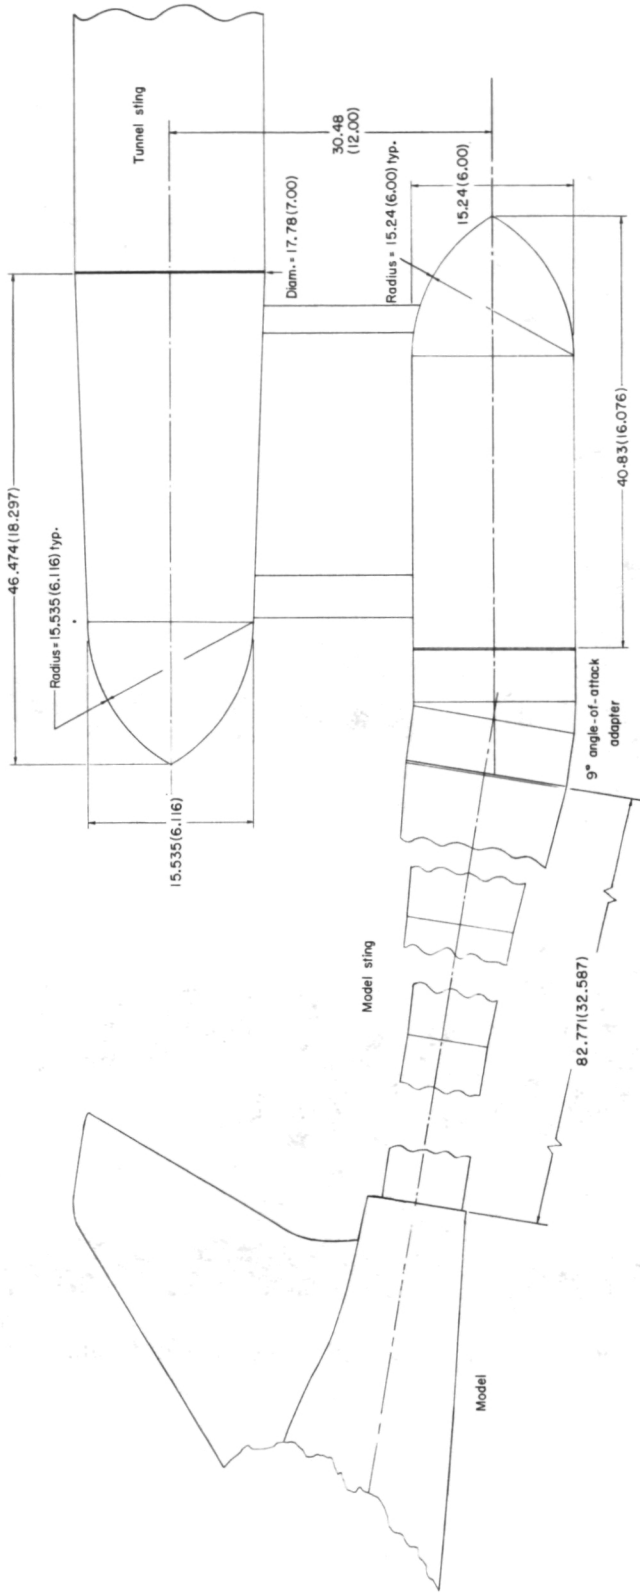 Tunnel sting
30.48
(12.00)
Diam. = 17.78(7.00)
Radius = 15.24(6.00) typ.
15.24(6.00)
46.474(18.297)
Radius = 15.535(6.116) typ.
15.535(6.116)
40.83(16.076)
9° angle-of-attack
adapter
Model sting
82.771(32.587)
Model